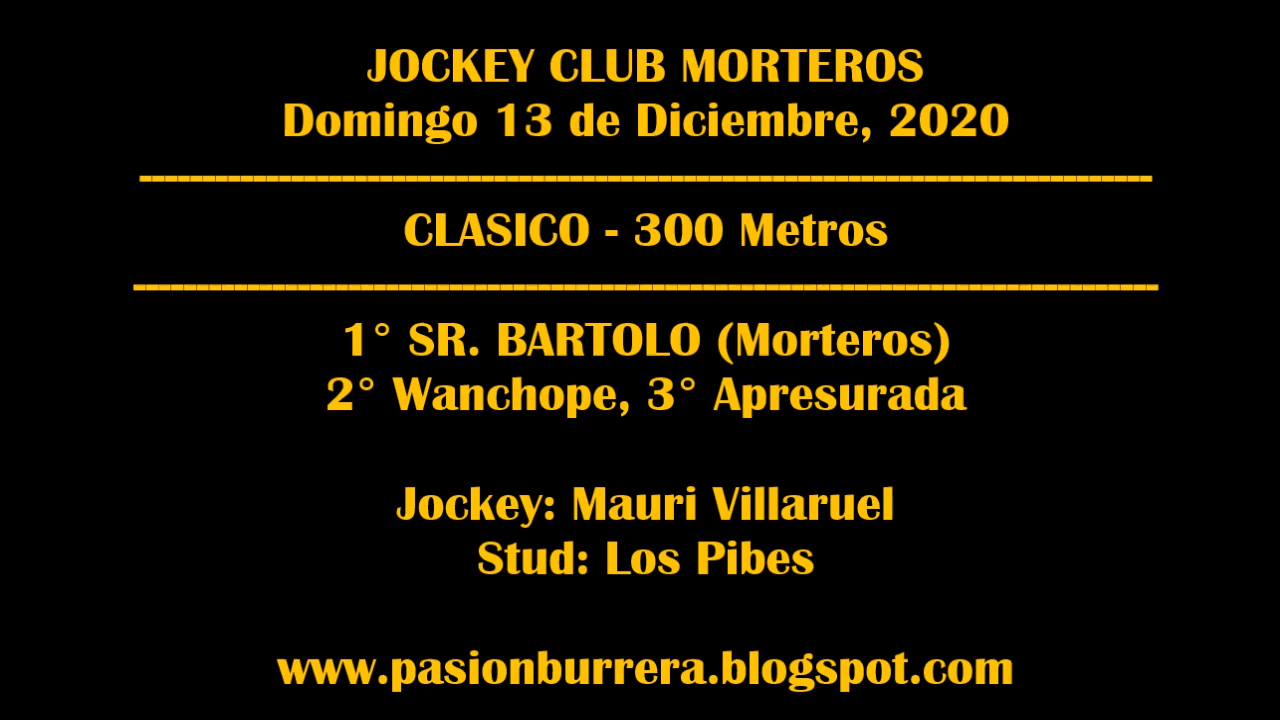 JOCKEY CLUB MORTEROS
Domingo 13 de Diciembre, 2020
CLASICO - 300 Metros
1° SR. BARTOLO (Morteros)
2° Wanchope, 3° Apresurada
Jockey: Mauri Villaruel
Stud: Los Pibes
www.pasionburrera.blogspot.com